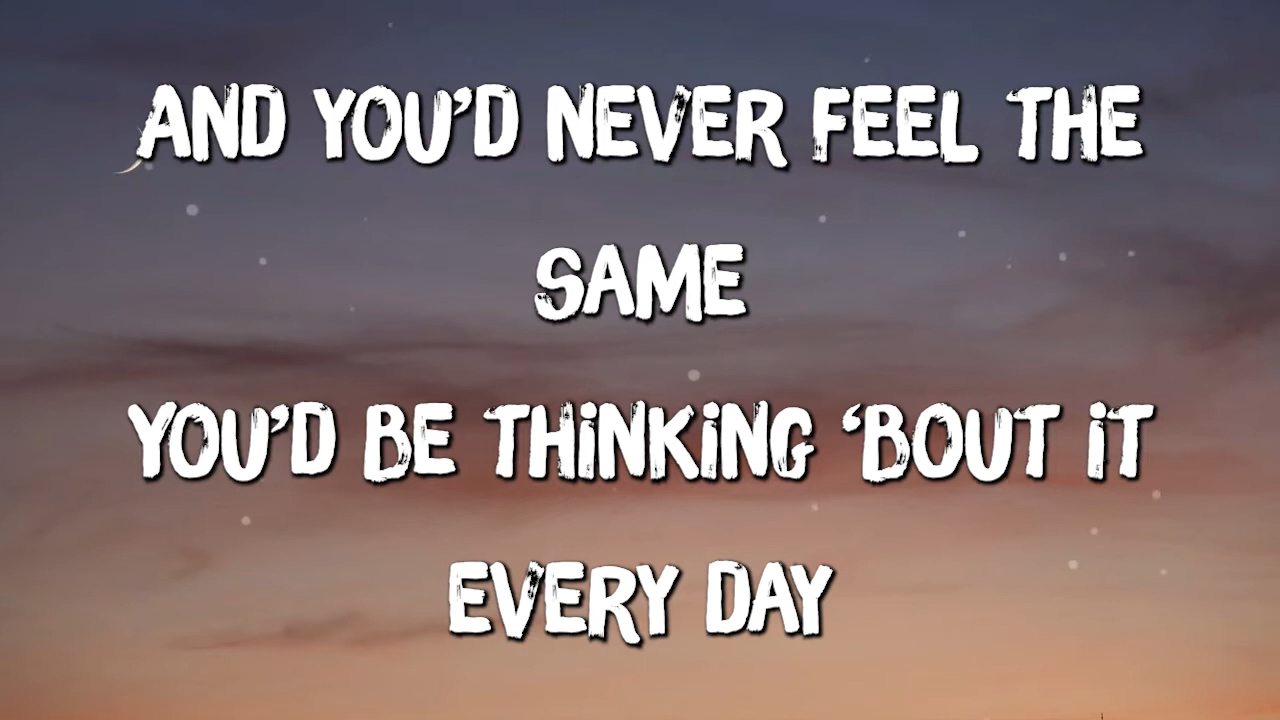 AND YOU'D NEVER FEEL THE
SAME
YOU'D BE THiNKiNG ‘BOUT iT
EVERY DAY